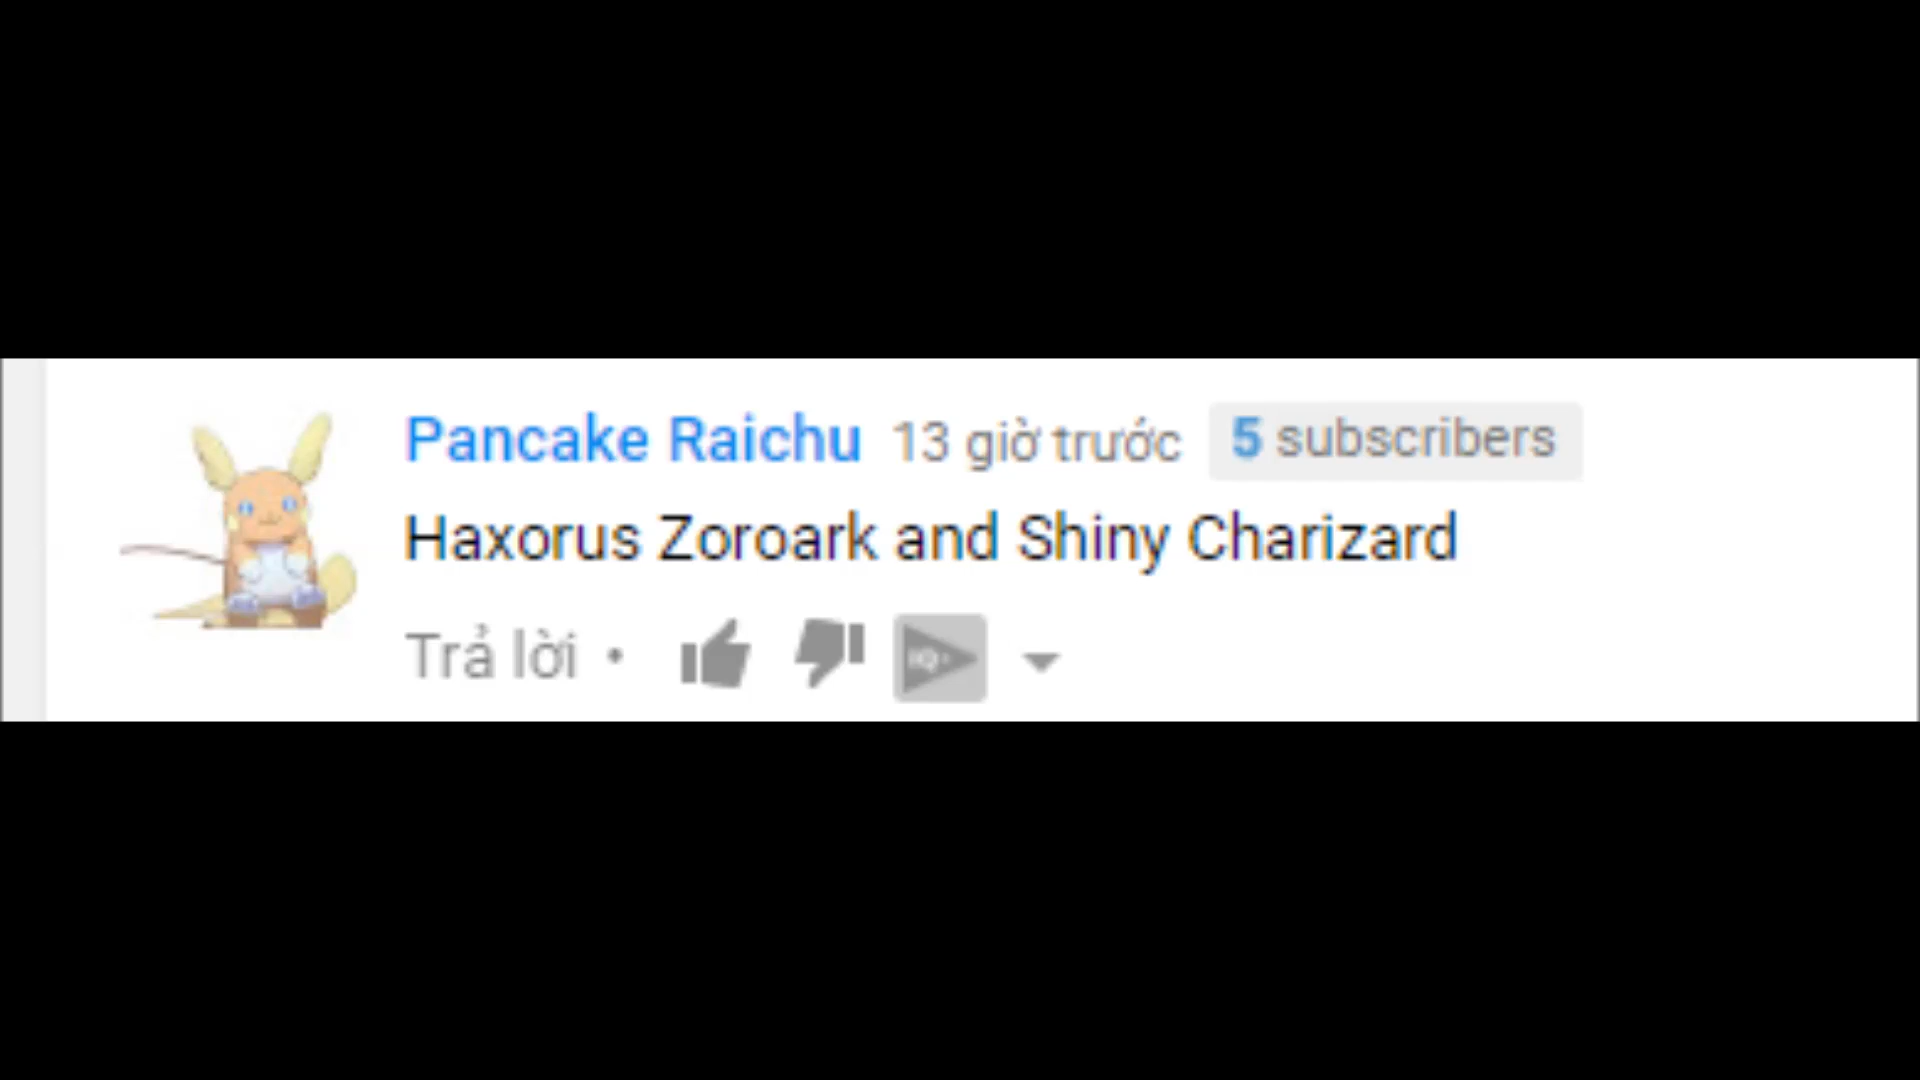 Pancake Raichu 13 giờ trước 5 subscribers
Haxorus Zoroark and Shiny Charizard
Trả lời •